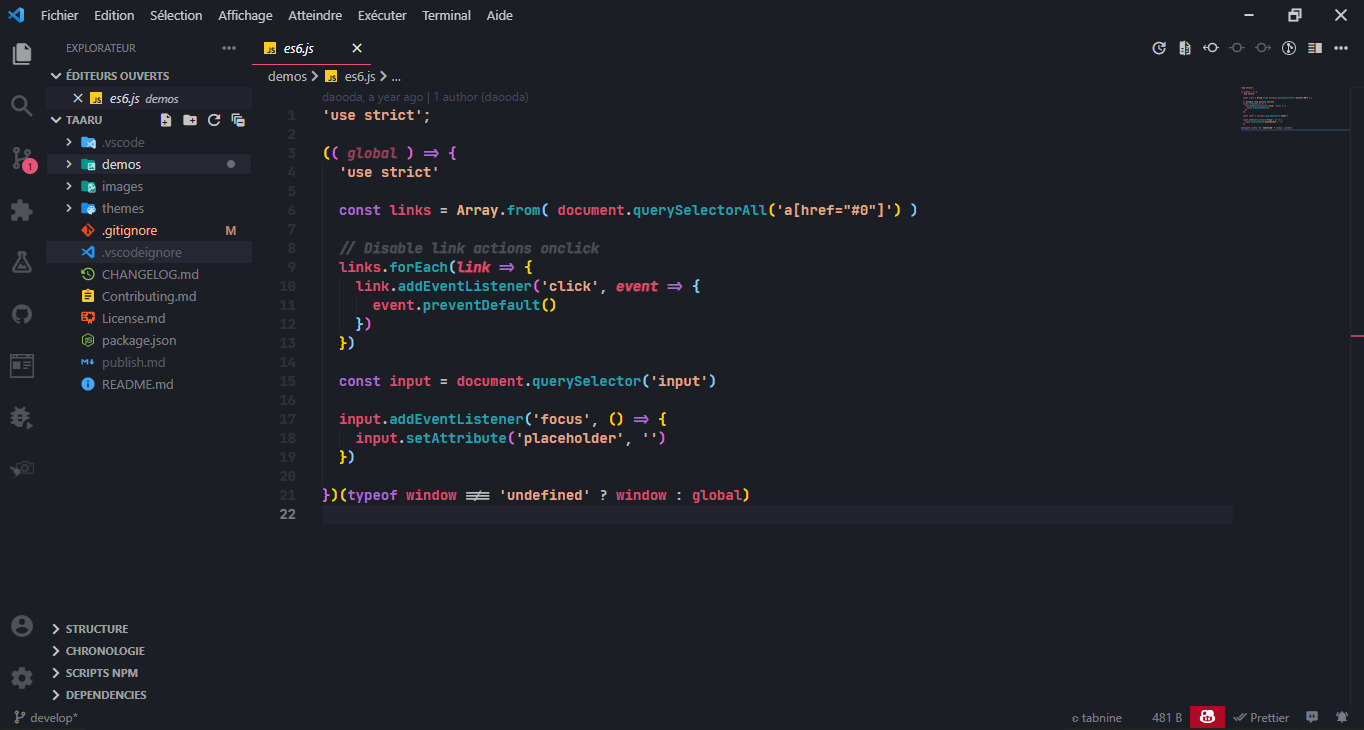 Fichier Edition Sélection Affichage Atteindre Exécuter Terminal Aide
EXPLORATEUR
ÉDITEURS OUVERTS
es6.js demos
TAARU
.vscode
demos
images
themes
.gitignore M
.vscodeignore
CHANGELOG.md
Contributing.md
License.md
package.json
publish.md
README.md
STRUCTURE
CHRONOLOGIE
SCRIPTS NPM
DEPENDENCIES
1
JS es6.js
demos > JS es6.js > ...
daooda, a year ago | 1 author (daooda)
1 'use strict';
2
3 (( global ) => {
4 'use strict'
5
6 const links = Array.from( document.querySelectorAll('a[href="#0"]') )
7
8 // Disable link actions onclick
9 links.forEach(link => {
10 link.addEventListener('click', event => {
11 event.preventDefault()
12 })
13 })
14
15 const input = document.querySelector('input')
16
17 input.addEventListener('focus', () => {
18 input.setAttribute('placeholder', '')
19 })
20
21 })(typeof window !== 'undefined' ? window : global)
22
develop* tabnine 481 B Prettier